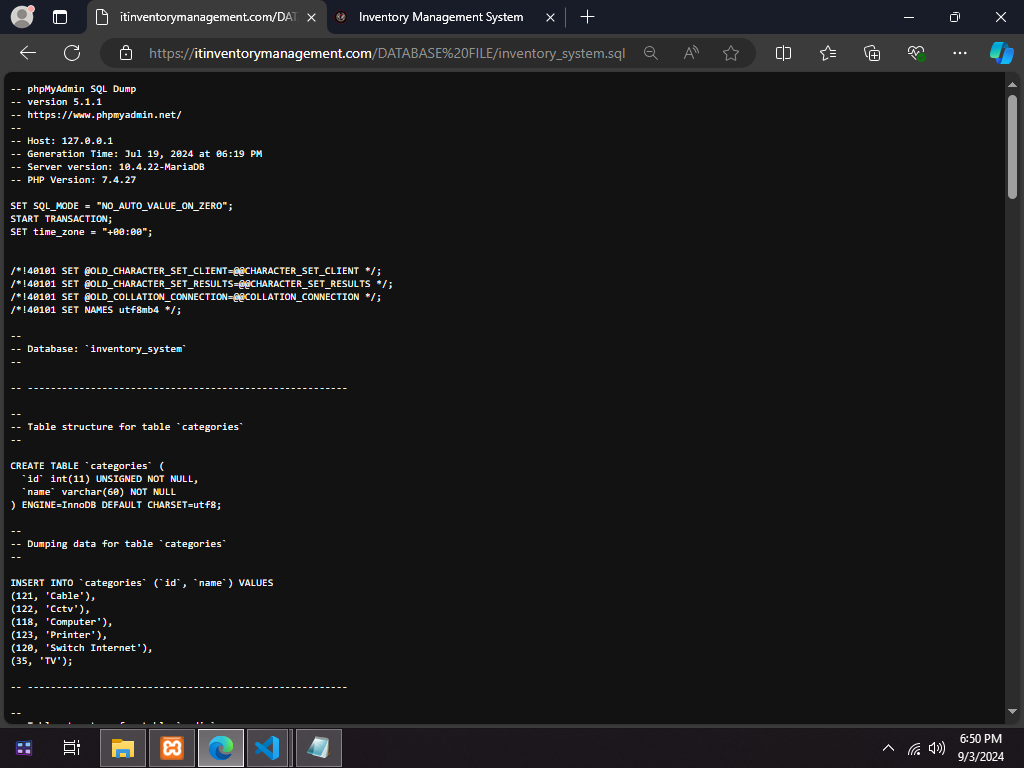 itinventorymanagement.com/DAT
Inventory Management System
https://itinventorymanagement.com/DATABASE%20FILE/inventory_system.sql
-- phpMyAdmin SQL Dump
-- version 5.1.1
-- https://www.phpmyadmin.net/
--
-- Host: 127.0.0.1
-- Generation Time: Jul 19, 2024 at 06:19 PM
-- Server version: 10.4.22-MariaDB
-- PHP Version: 7.4.27
SET SQL_MODE = "NO_AUTO_VALUE_ON_ZERO";
START TRANSACTION;
SET time_zone = "+00:00";
/*!40101 SET @OLD_CHARACTER_SET_CLIENT=@@CHARACTER_SET_CLIENT */;
/*!40101 SET @OLD_CHARACTER_SET_RESULTS=@@CHARACTER_SET_RESULTS */;
/*!40101 SET @OLD_COLLATION_CONNECTION=@@COLLATION_CONNECTION */;
/*!40101 SET NAMES utf8mb4 */;
--
-- Database: `inventory_system`
--
-- --------------------------------------------------------
--
-- Table structure for table `categories`
--
CREATE TABLE `categories` (
`id` int(11) UNSIGNED NOT NULL,
`name` varchar(60) NOT NULL
) ENGINE=InnoDB DEFAULT CHARSET=utf8;
--
-- Dumping data for table `categories`
--
INSERT INTO `categories` (`id`, `name`) VALUES
(121, 'Cable'),
(122, 'Cctv'),
(118, 'Computer'),
(123, 'Printer'),
(120, 'Switch Internet'),
(35, 'TV');
-- --------------------------------------------------------
--
6:50 PM
9/3/2024